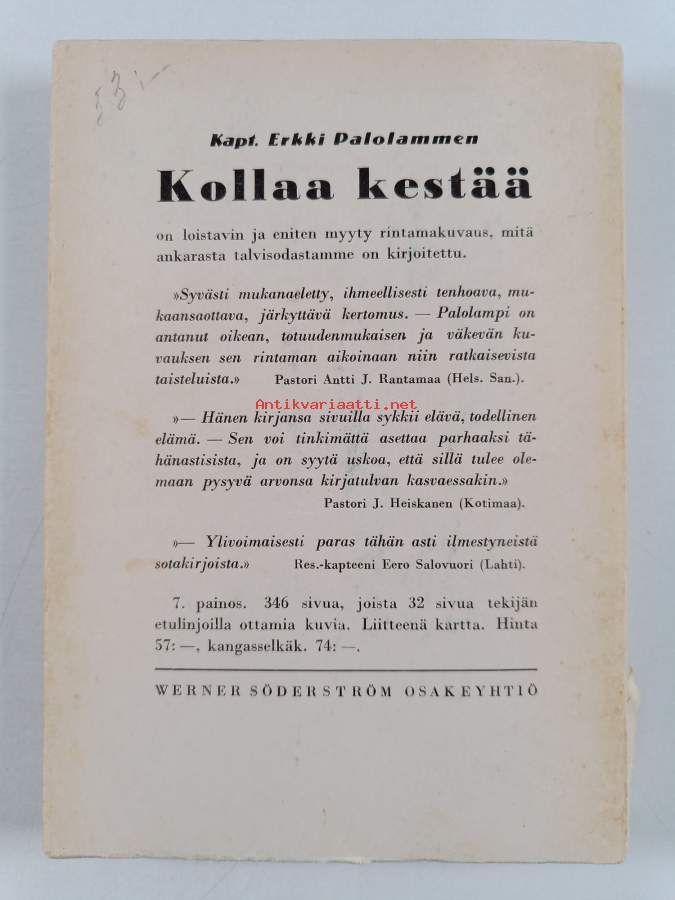 53:—
Kapt. Erkki Palolammen
Kollaa kestää
on loistavin ja eniten myyty rintamakuvaus, mitä
ankarasta talvisodastamme on kirjoitettu.
»Syvästi mukanaeletty, ihmeellisesti tenhoava, mu-
kaansaottava, järkyttävä kertomus. — Palolampi on
antanut oikean, totuudenmukaisen ja väkevän ku-
vauksen sen rintaman aikoinaan niin ratkaisevista
taisteluista.» Pastori Antti J. Rantamaa (Hels. San.).
Antikvariaatti.net
»— Hänen kirjansa sivuilla sykkii elävä, todellinen
elämä. — Sen voi tinkimättä asettaa parhaaksi tä-
hänastisista, ja on syytä uskoa, että sillä tulee ole-
maan pysyvä arvonsa kirjatulvan kasvaessakin.»
Pastori J. Heiskanen (Kotimaa).
»— Ylivoimaisesti paras tähän asti ilmestyneistä
sotakirjoista.» Res.-kapteeni Eero Salovuori (Lahti).
7. painos. 346 sivua, joista 32 sivua tekijän
etulinjoilla ottamia kuvia. Liitteenä kartta. Hinta
57: —, kangasselkäk. 74: —.
WERNER SÖDERSTRÖM OSAKEYHTIÖ